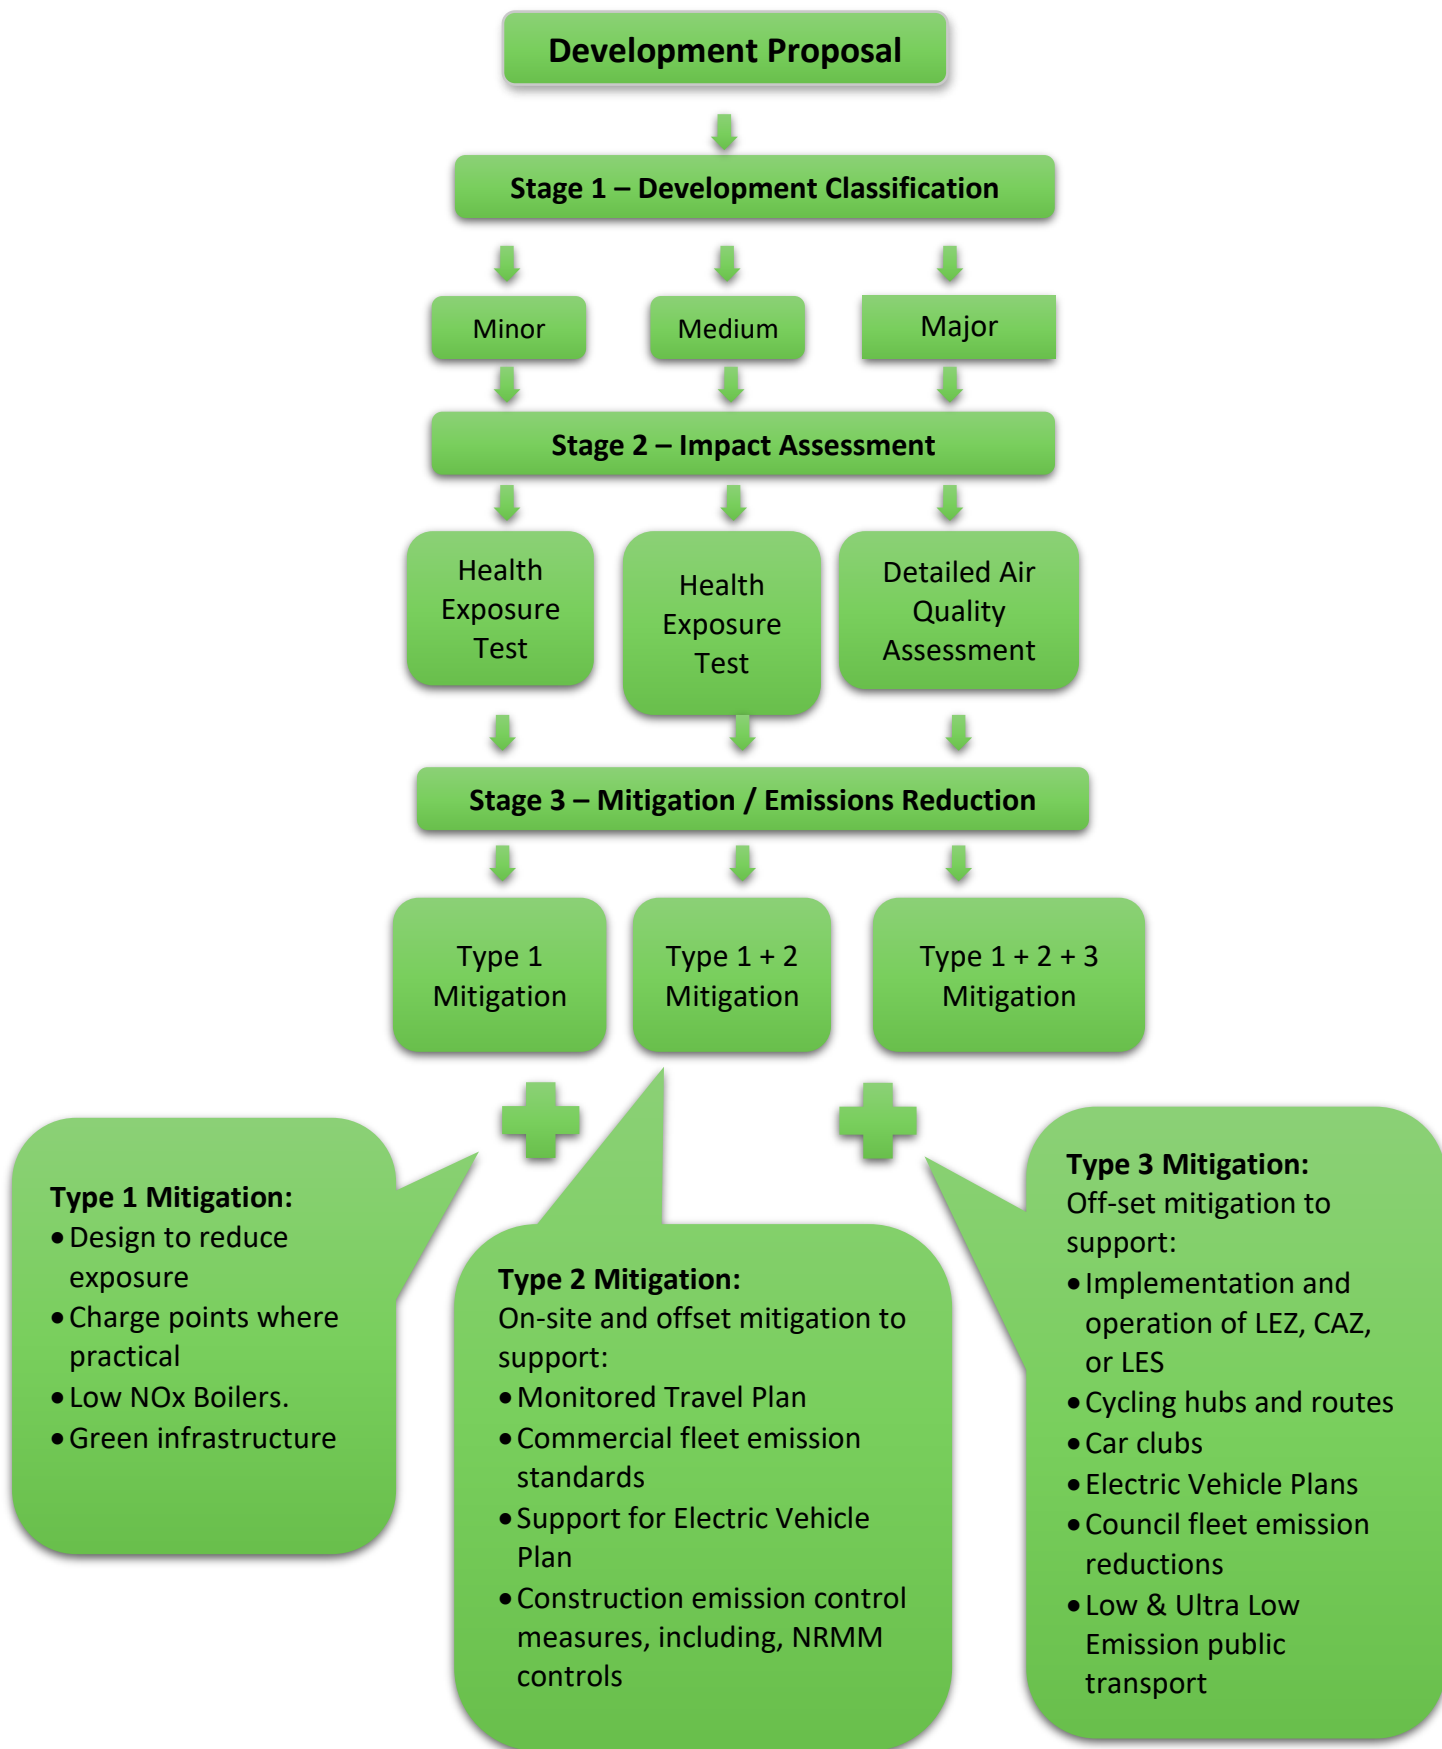 Development Proposal
Stage 1 – Development Classification
Minor
Medium
Major
Stage 2 – Impact Assessment
Health
Exposure
Test
Health
Exposure
Test
Detailed Air
Quality
Assessment
Stage 3 – Mitigation / Emissions Reduction
Type 1
Mitigation
Type 1 + 2
Mitigation
Type 1 + 2 + 3
Mitigation
Type 1 Mitigation:
• Design to reduce
exposure
• Charge points where
practical
• Low NOx Boilers.
• Green infrastructure
Type 2 Mitigation:
On-site and offset mitigation to
support:
• Monitored Travel Plan
• Commercial fleet emission
standards
• Support for Electric Vehicle
Plan
• Construction emission control
measures, including, NRMM
controls
Type 3 Mitigation:
Off-set mitigation to
support:
• Implementation and
operation of LEZ, CAZ,
or LES
• Cycling hubs and routes
• Car clubs
• Electric Vehicle Plans
• Council fleet emission
reductions
• Low & Ultra Low
Emission public
transport